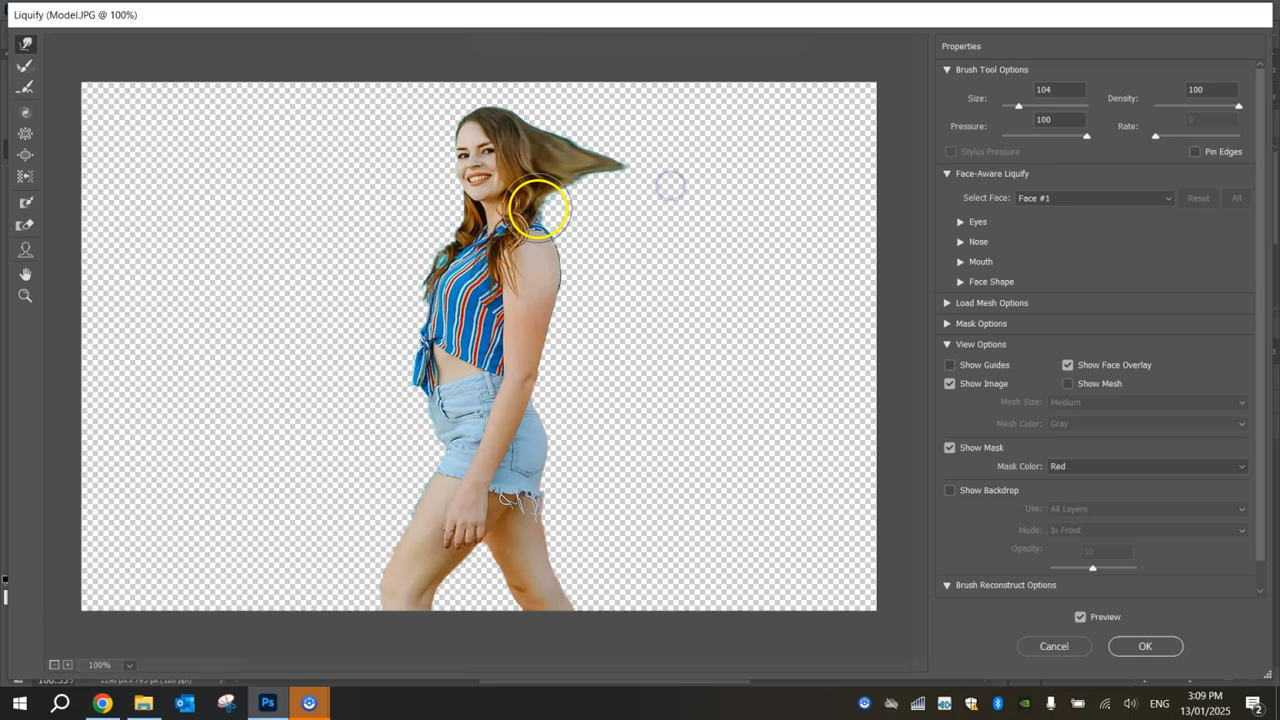 Liquify (Model.JPG @ 100%)
Properties
Brush Tool Options
Size: 104 Density: 100
Pressure: 100 Rate: 0
Stylus Pressure Pin Edges
Face-Aware Liquify
Select Face: Face #1 Reset All
Eyes
Nose
Mouth
Face Shape
Load Mesh Options
Mask Options
View Options
Show Guides Show Face Overlay
Show Image Show Mesh
Mesh Size: Medium
Mesh Color: Gray
Show Mask
Mask Color: Red
Show Backdrop
Use: All Layers
Mode: In Front
Opacity: 50
Brush Reconstruct Options
Preview
Cancel OK
100%
Ps
ENG
3:09 PM
13/01/2025
2